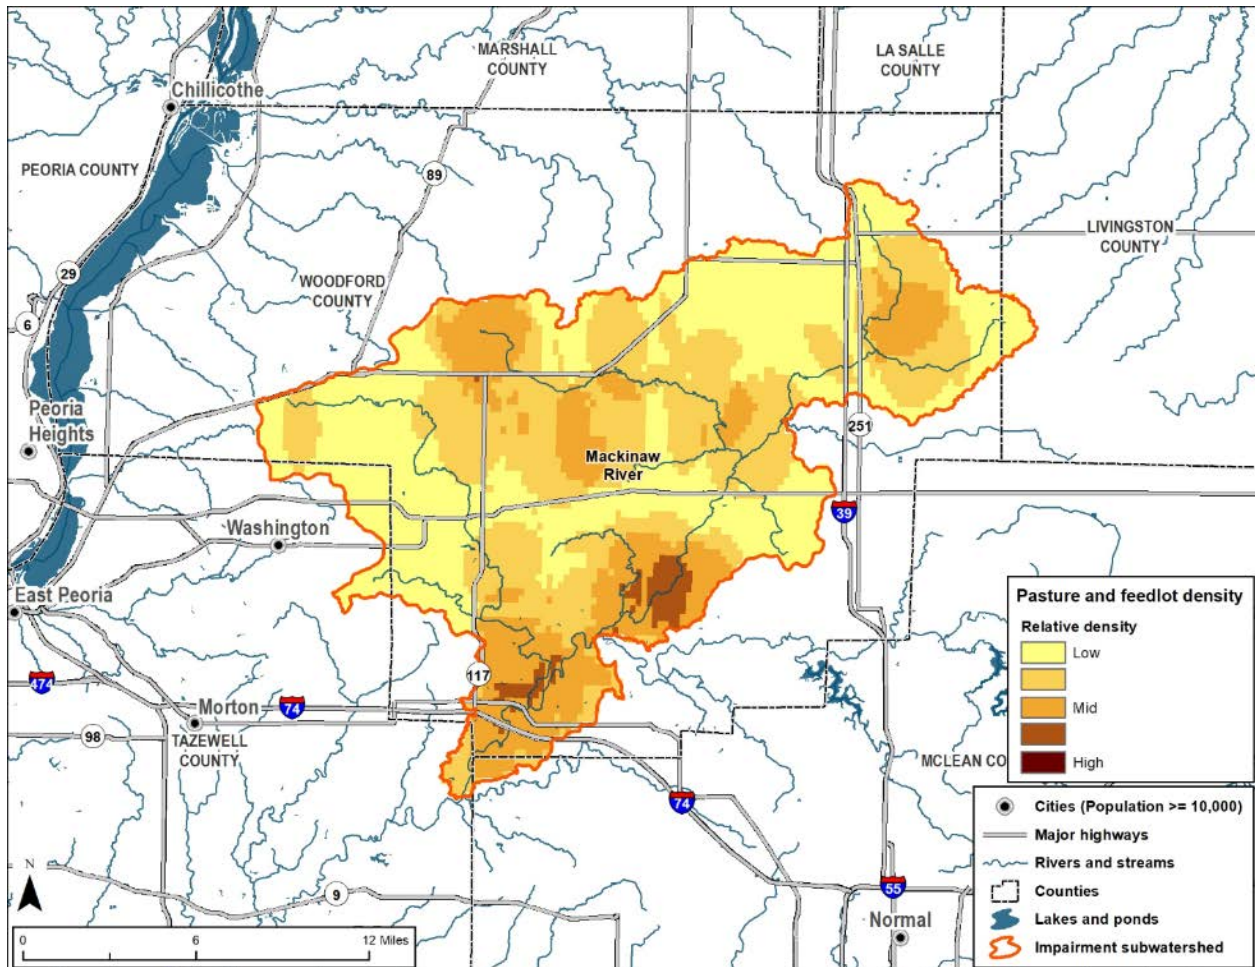 MARSHALL
COUNTY
LA SALLE
COUNTY
Chillicothe
PEORIA COUNTY
89
LIVINGSTON
COUNTY
29
WOODFORD
COUNTY
6
Peoria
Heights
251
Mackinaw
River
39
Washington
East Peoria
474
117
Morton
74
98
TAZEWELL
COUNTY
MCLEAN CO
74
55
9
Normal
N
0 6 12 Miles
Pasture and feedlot density
Relative density
Low
Mid
High
Cities (Population >= 10,000)
Major highways
Rivers and streams
Counties
Lakes and ponds
Impairment subwatershed